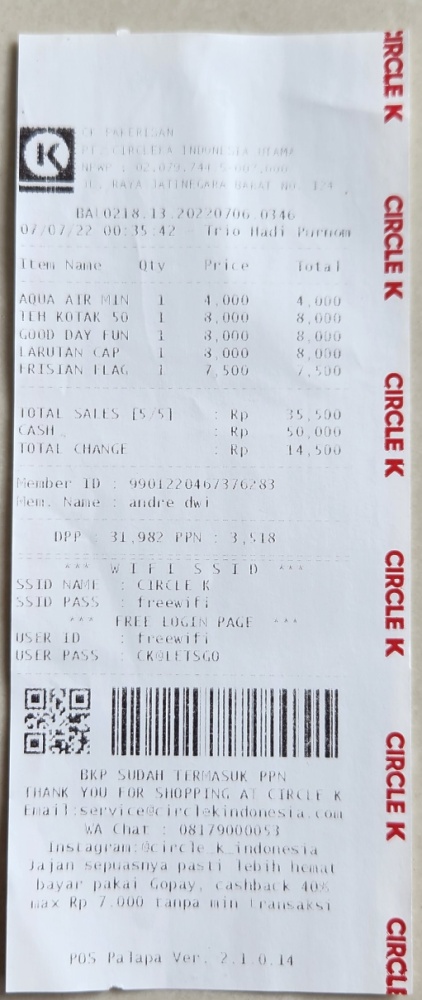 CK PAKERISAN
PT. CIRCLEKA INDONESIA UTAMA
NPWP : 02.079.744.
JL. RAYA JATINEGARA BARAT NO. 124
BA10218.13.20220706.0346
07/07/22 00:35:42 - Trio Hadi Purnom
Item Name Qty Price Total
AQUA AIR MIN 1 4,000 4,000
TEH KOTAK 50 1 8,000 8,000
GOOD DAY FUN 1 8,000 8,000
LARUTAN CAP 1 8,000 8,000
FRISIAN FLAG 1 7,500 7,500
TOTAL SALES [5/5] : Rp 35,500
CASH : Rp 50,000
TOTAL CHANGE : Rp 14,500
Member ID : 9901220467376283
Mem. Name : andre dwi
DPP : 31,982 PPN : 3,518
*** W I F I S S I D ***
SSID NAME : CIRCLE K
SSID PASS : freewifi
*** FREE LOGIN PAGE ***
USER ID : freewifi
USER PASS : CK@LETSGO
BKP SUDAH TERMASUK PPN
THANK YOU FOR SHOPPING AT CIRCLE K
Email:service@circlekindonesia.com
WA Chat : 08179000053
Instagram:@circle_k_indonesia
Jajan sepuasnya pasti lebih hemat
bayar pakai Gopay, cashback 40%
max Rp 7.000 tanpa min transaksi
POS Palapa Ver. 2.1.0.14
CIRCLE K
CIRCLE K
CIRCLE K
CIRCLE K
CIRCLE K
CIRCLE